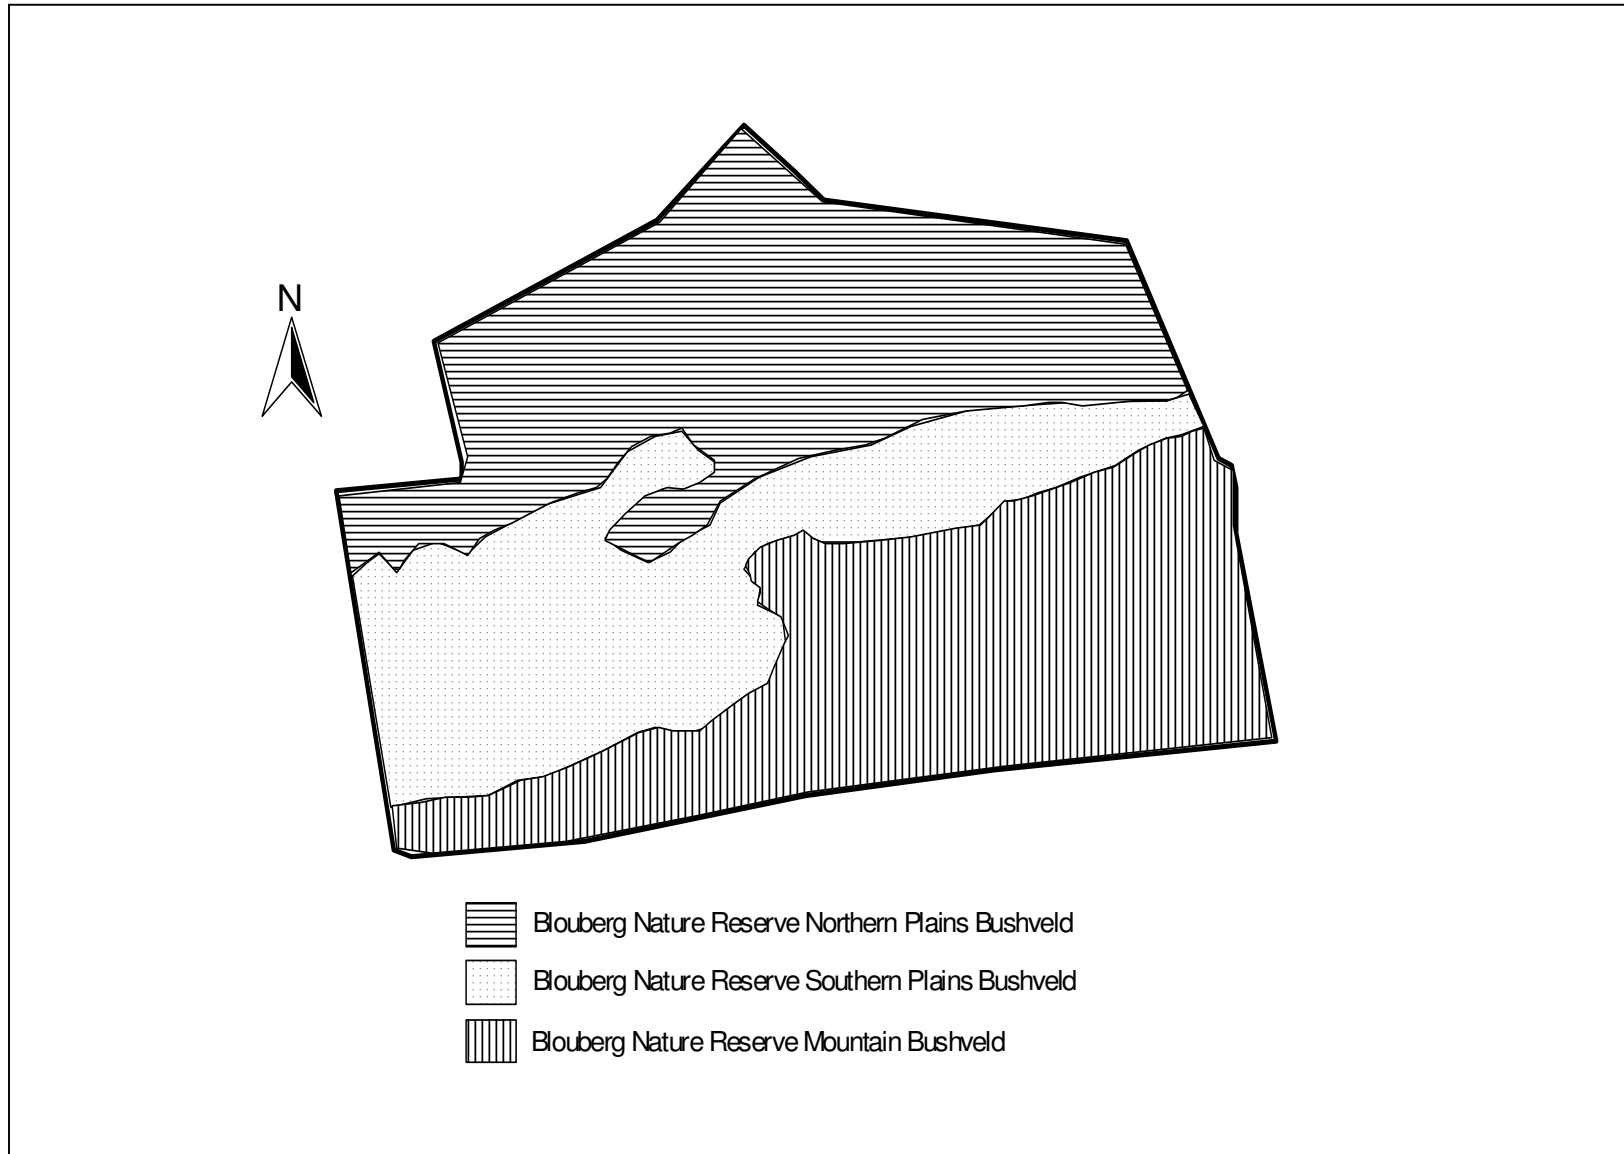 N
Blouberg Nature Reserve Northern Plains Bushveld
Blouberg Nature Reserve Southern Plains Bushveld
Blouberg Nature Reserve Mountain Bushveld